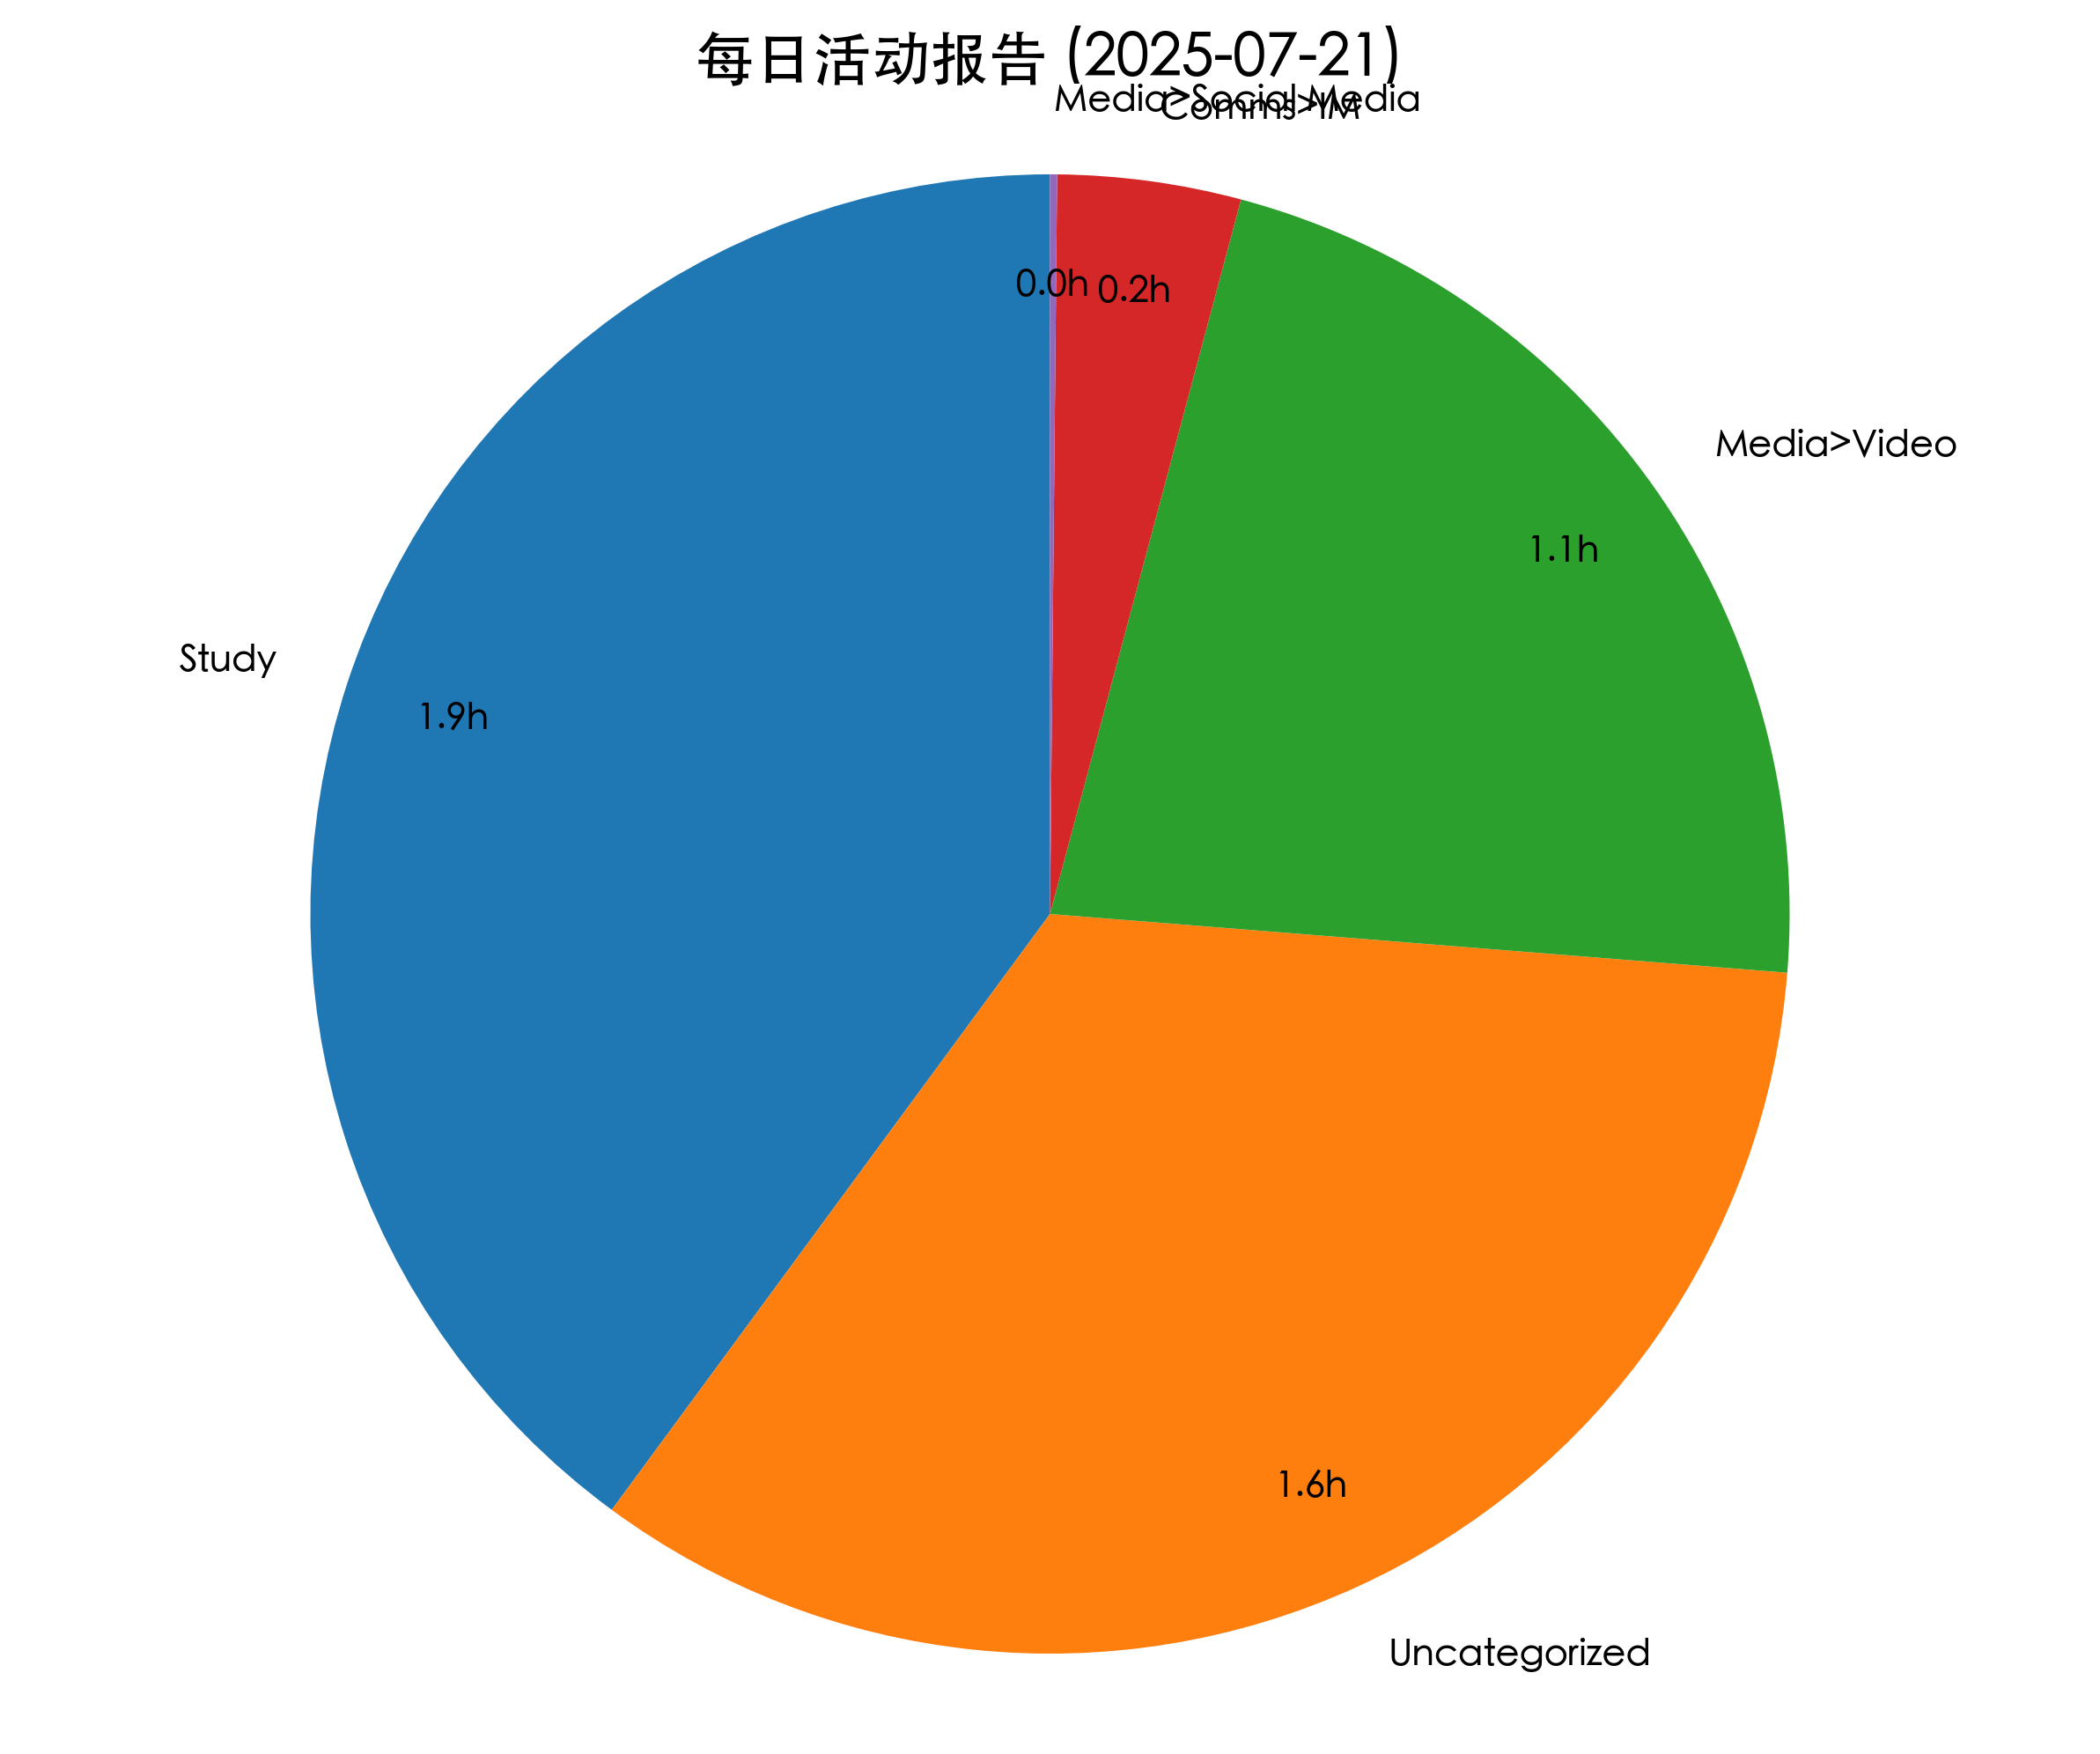 每日活动报告 (2025-07-21)
Media>Social Media
Comms>IM
0.0h
0.2h
Media>Video
1.1h
Study
1.9h
1.6h
Uncategorized